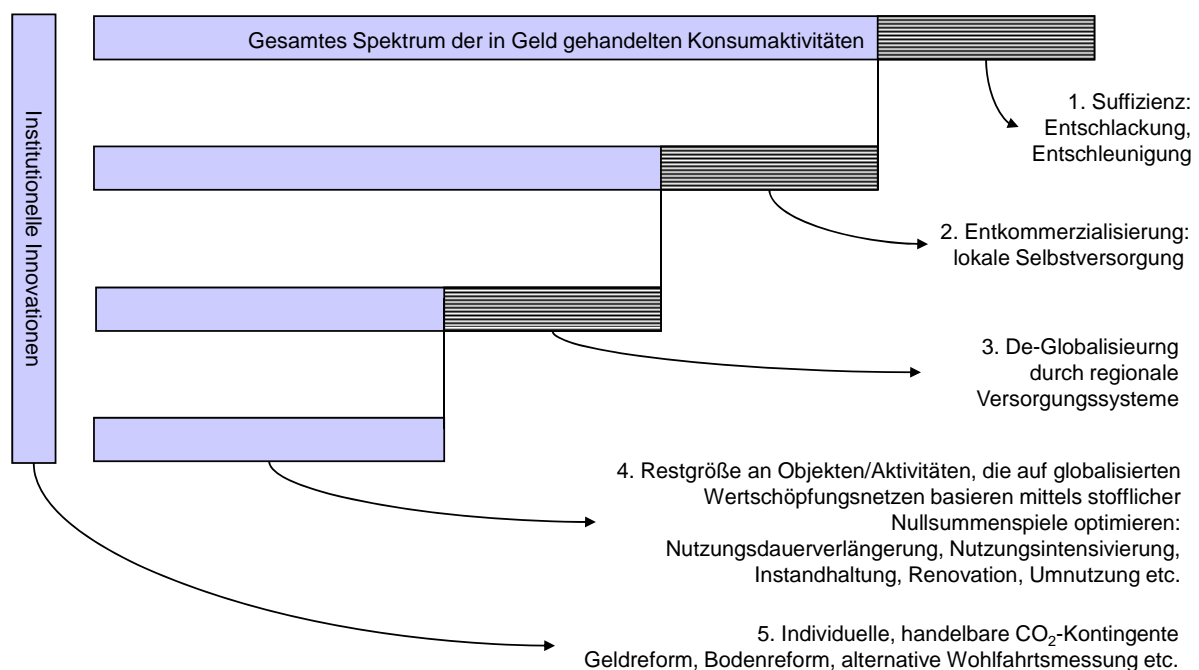 Gesamtes Spektrum der in Geld gehandelten Konsumaktivitäten
Institutionelle Innovationen
1. Suffizienz:
Entschlackung,
Entschleunigung
2. Entkommerzialisierung:
lokale Selbstversorgung
3. De-Globalisieurng
durch regionale
Versorgungssysteme
4. Restgröße an Objekten/Aktivitäten, die auf globalisierten
Wertschöpfungsnetzen basieren mittels stofflicher
Nullsummenspiele optimieren:
Nutzungsdauerverlängerung, Nutzungsintensivierung,
Instandhaltung, Renovation, Umnutzung etc.
5. Individuelle, handelbare CO₂-Kontingente
Geldreform, Bodenreform, alternative Wohlfahrtsmessung etc.